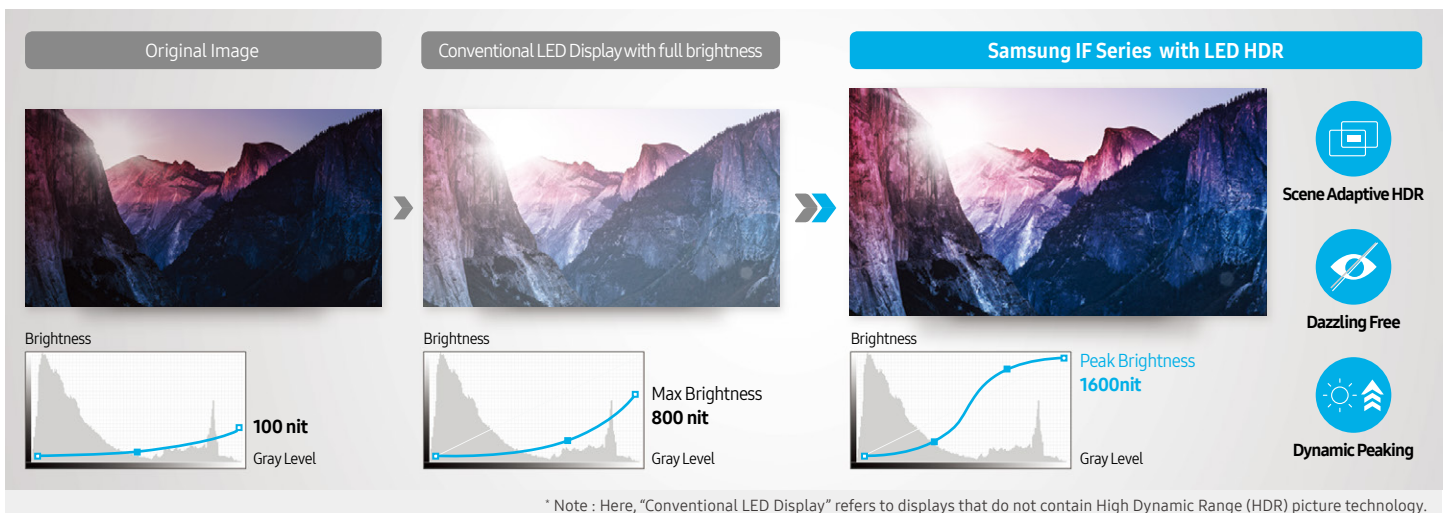 Original Image
Conventional LED Display with full brightness
Samsung IF Series with LED HDR
Scene Adaptive HDR
Dazzling Free
Dynamic Peaking
Brightness
100 nit
Gray Level
Brightness
Max Brightness
800 nit
Gray Level
Brightness
Peak Brightness
1600nit
Gray Level
* Note : Here, “Conventional LED Display” refers to displays that do not contain High Dynamic Range (HDR) picture technology.